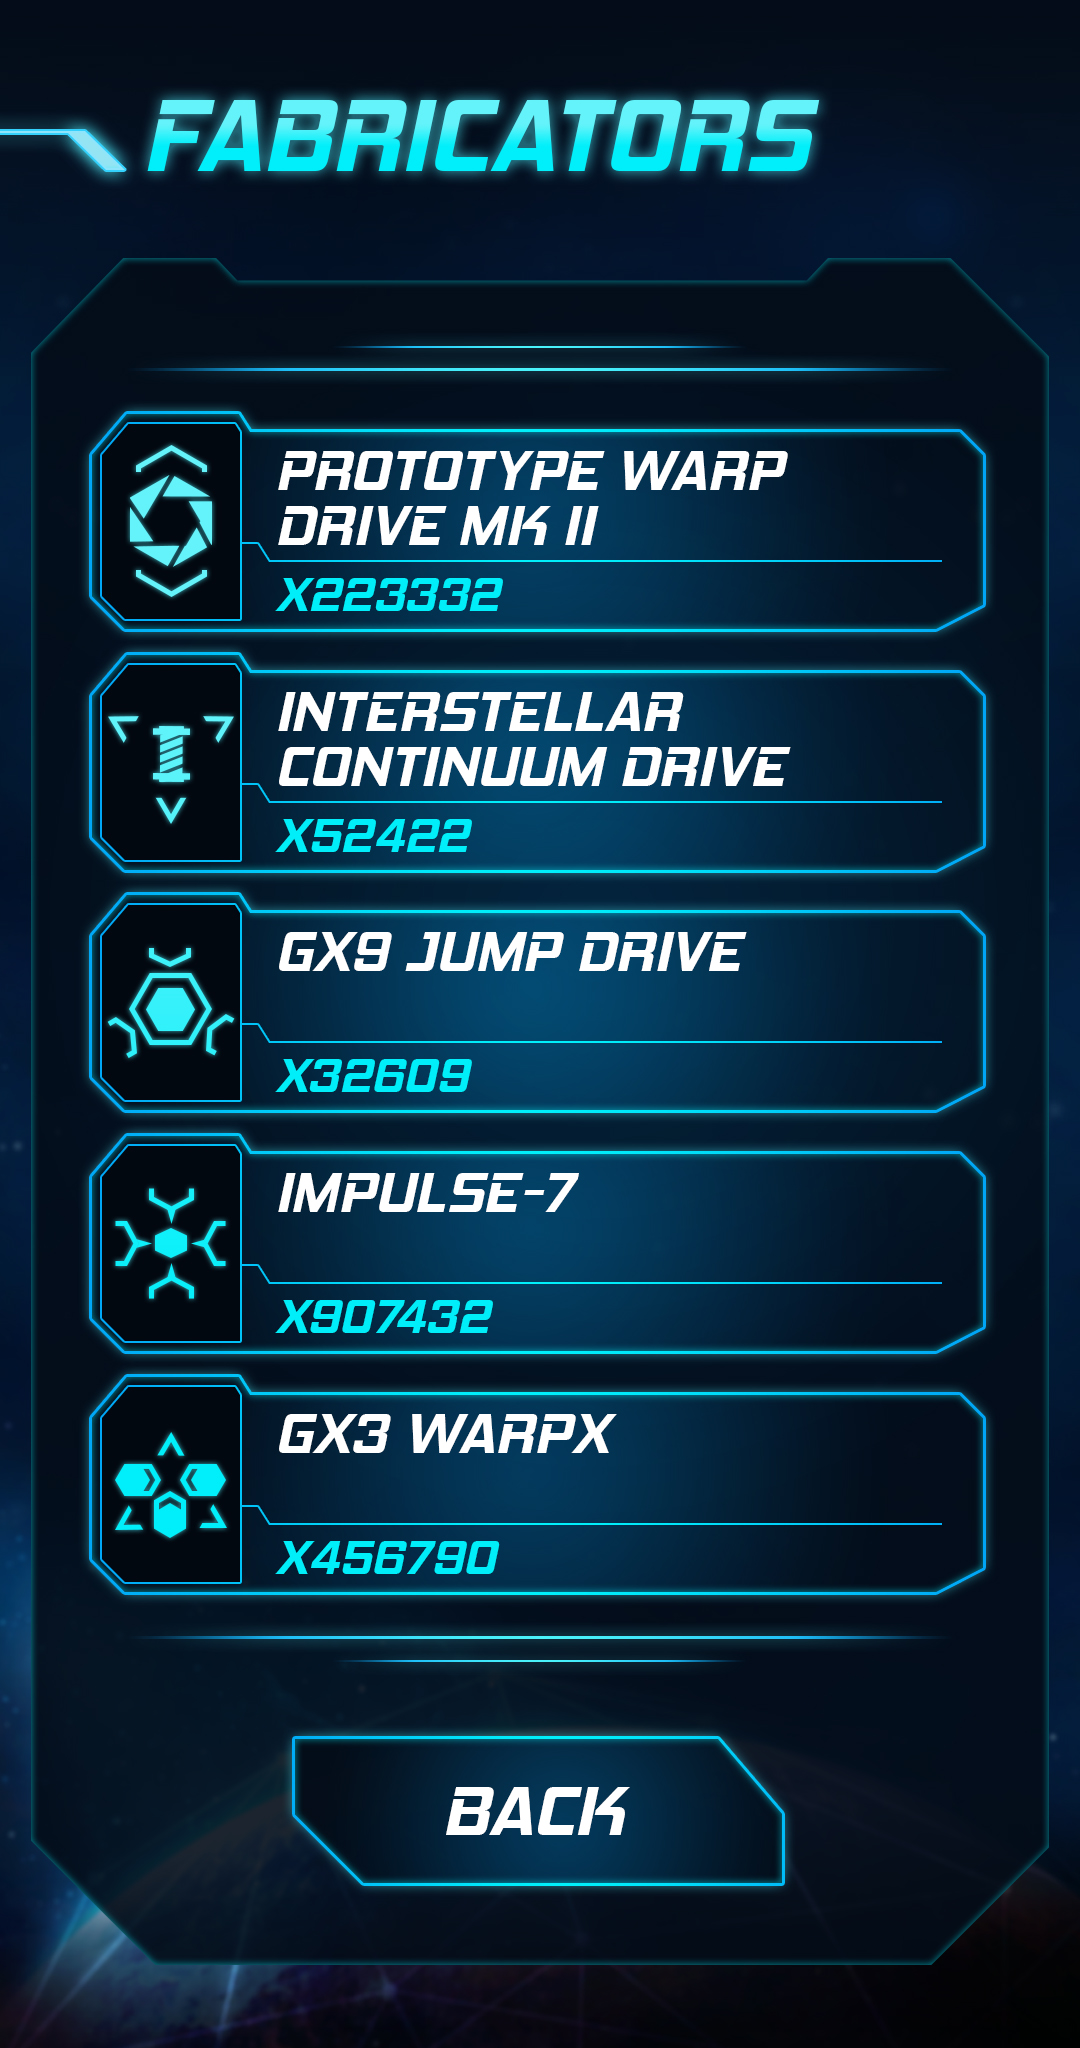 FABRICATORS
PROTOTYPE WARP
DRIVE MK II
X223332
INTERSTELLAR
CONTINUUM DRIVE
X52422
GX9 JUMP DRIVE
X32609
IMPULSE-7
X907432
GX3 WARPX
X456790
BACK